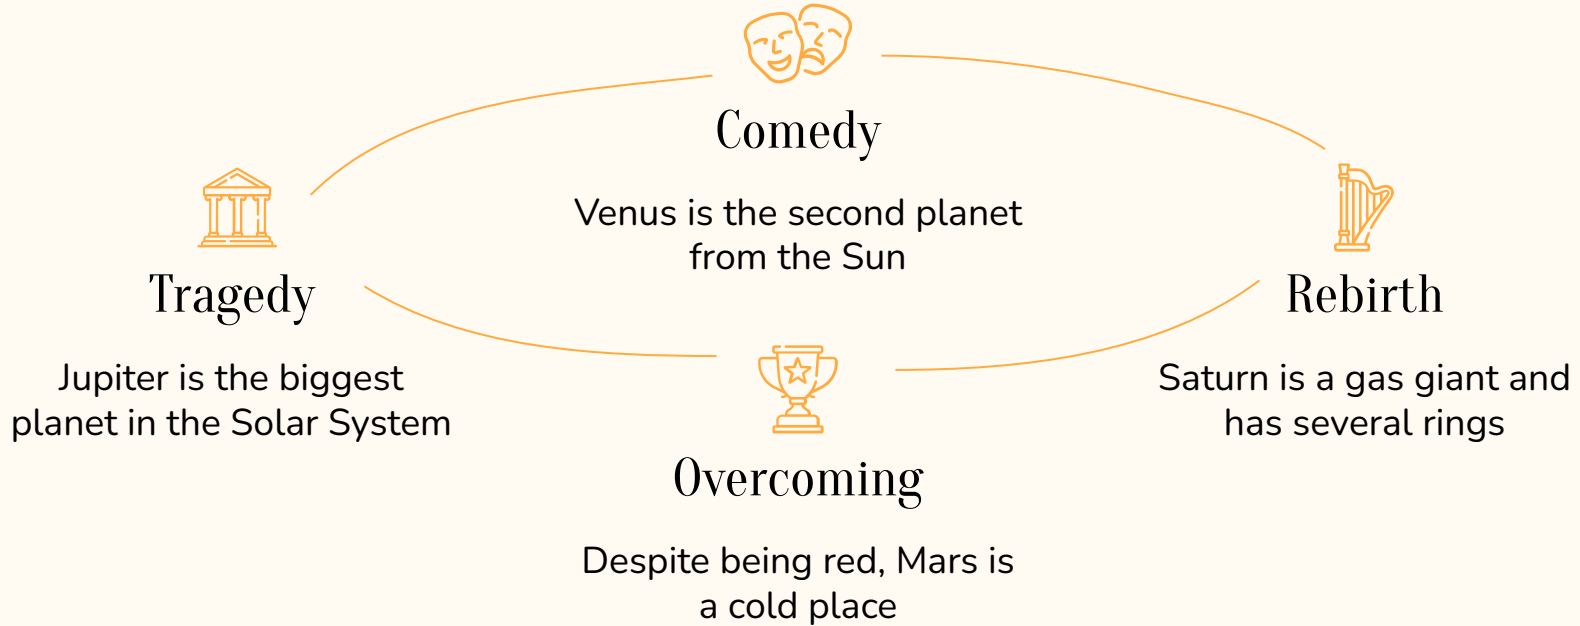 Comedy
Venus is the second planet
from the Sun
Tragedy
Jupiter is the biggest
planet in the Solar System
Rebirth
Saturn is a gas giant and
has several rings
Overcoming
Despite being red, Mars is
a cold place